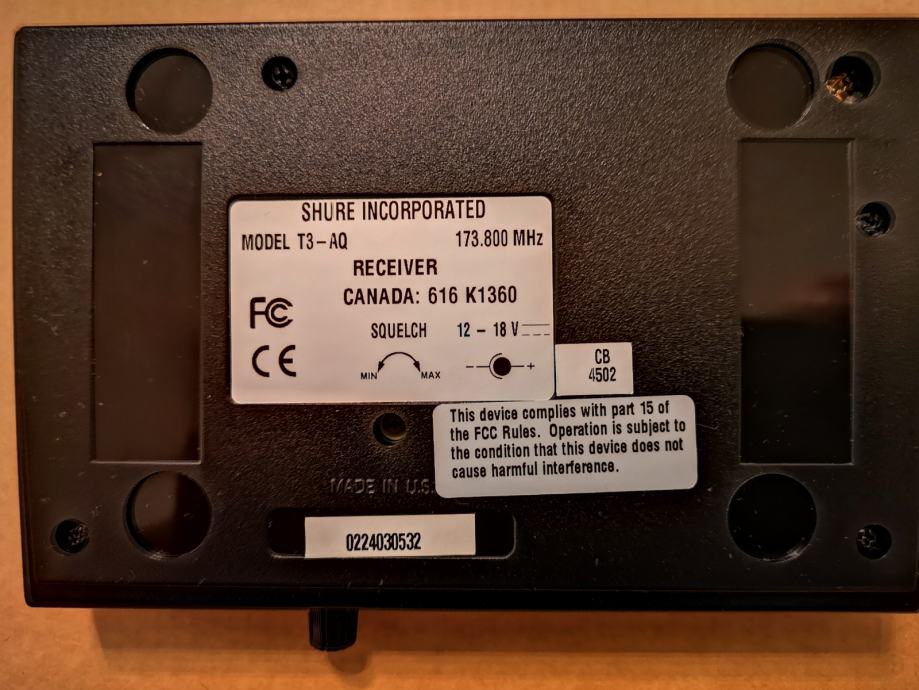 SHURE INCORPORATED
MODEL T3-AQ 173.800 MHz
RECEIVER
CANADA: 616 K1360
FC
CE
SQUELCH 12 - 18 V
MIN MAX - +
CB
4502
This device complies with part 15 of
the FCC Rules. Operation is subject to
the condition that this device does not
cause harmful interference.
MADE IN U.S.
0224030532